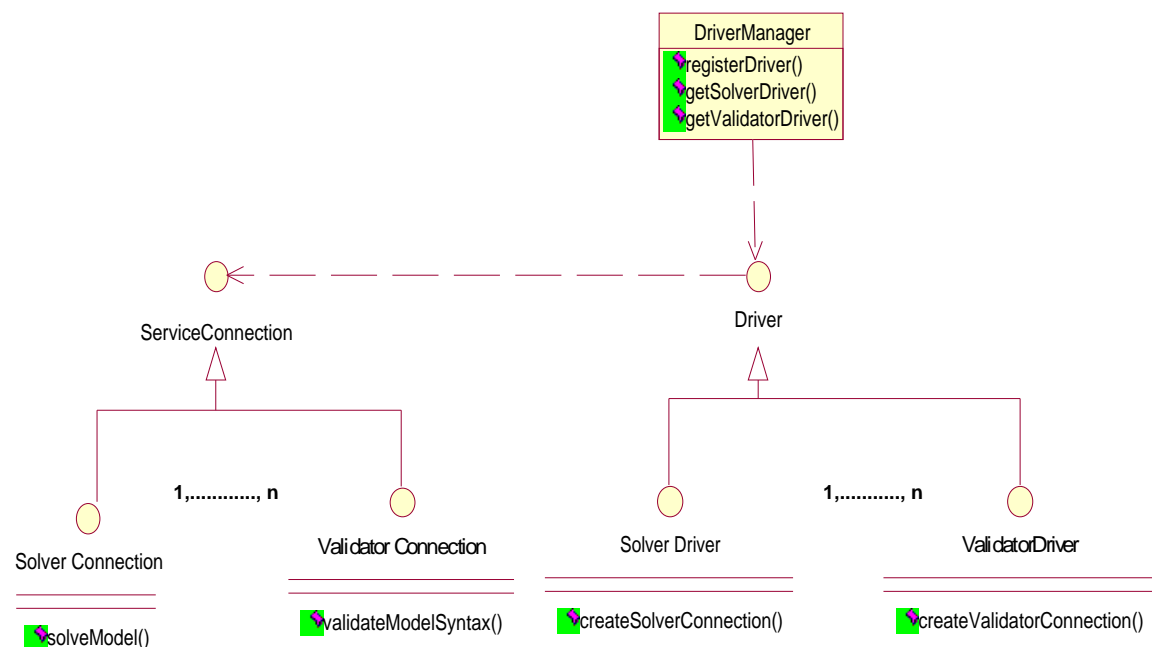 DriverManager
registerDriver()
getSolverDriver()
getValidatorDriver()
ServiceConnection
Driver
1,............, n
1,..........., n
Solver Connection
Validator Connection
Solver Driver
ValidatorDriver
solveModel()
validateModelSyntax()
createSolverConnection()
createValidatorConnection()